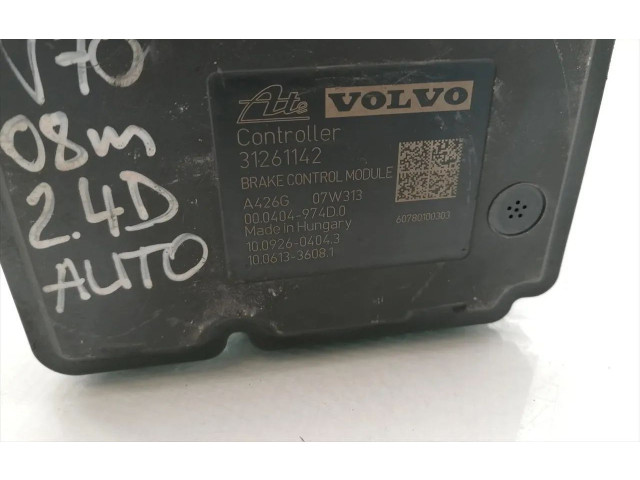 V70
08m
2.4D
AUTO
Ate VOLVO
Controller
31261142
BRAKE CONTROL MODULE
A426G 07W313
00.0404-974D.0
Made in Hungary
10.0926-0404.3
10.0613-3608.1
60780100303